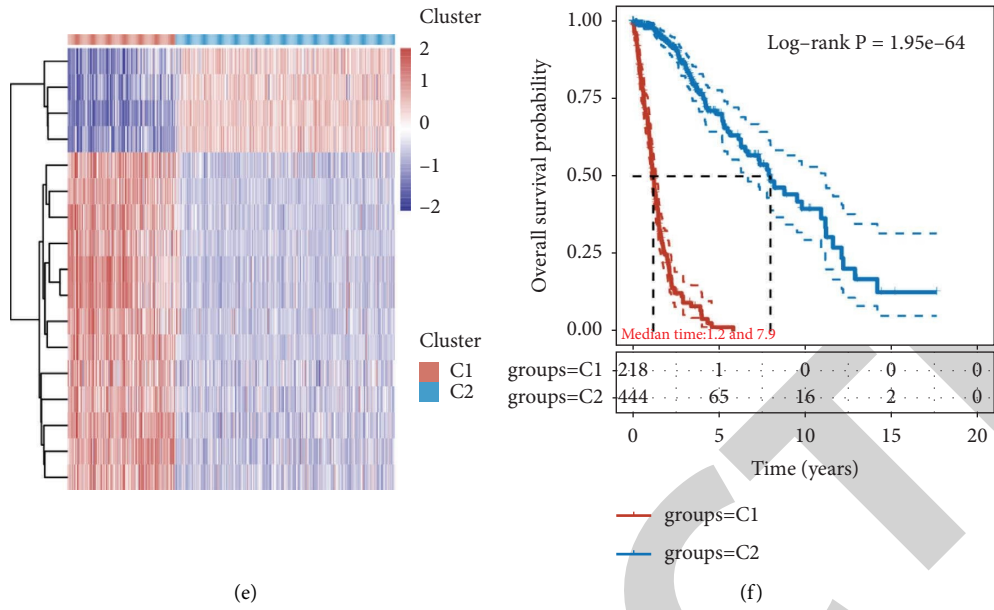 Cluster
2
1
0
−1
−2
Cluster
C1
C2
(e)
Overall survival probability
1.00
0.75
0.50
0.25
0.00
Log–rank P = 1.95e–64
Median time:1.2 and 7.9
groups=C1 218 1 0 0 0
groups=C2 444 65 16 2 0
0 5 10 15 20
Time (years)
groups=C1
groups=C2
(f)